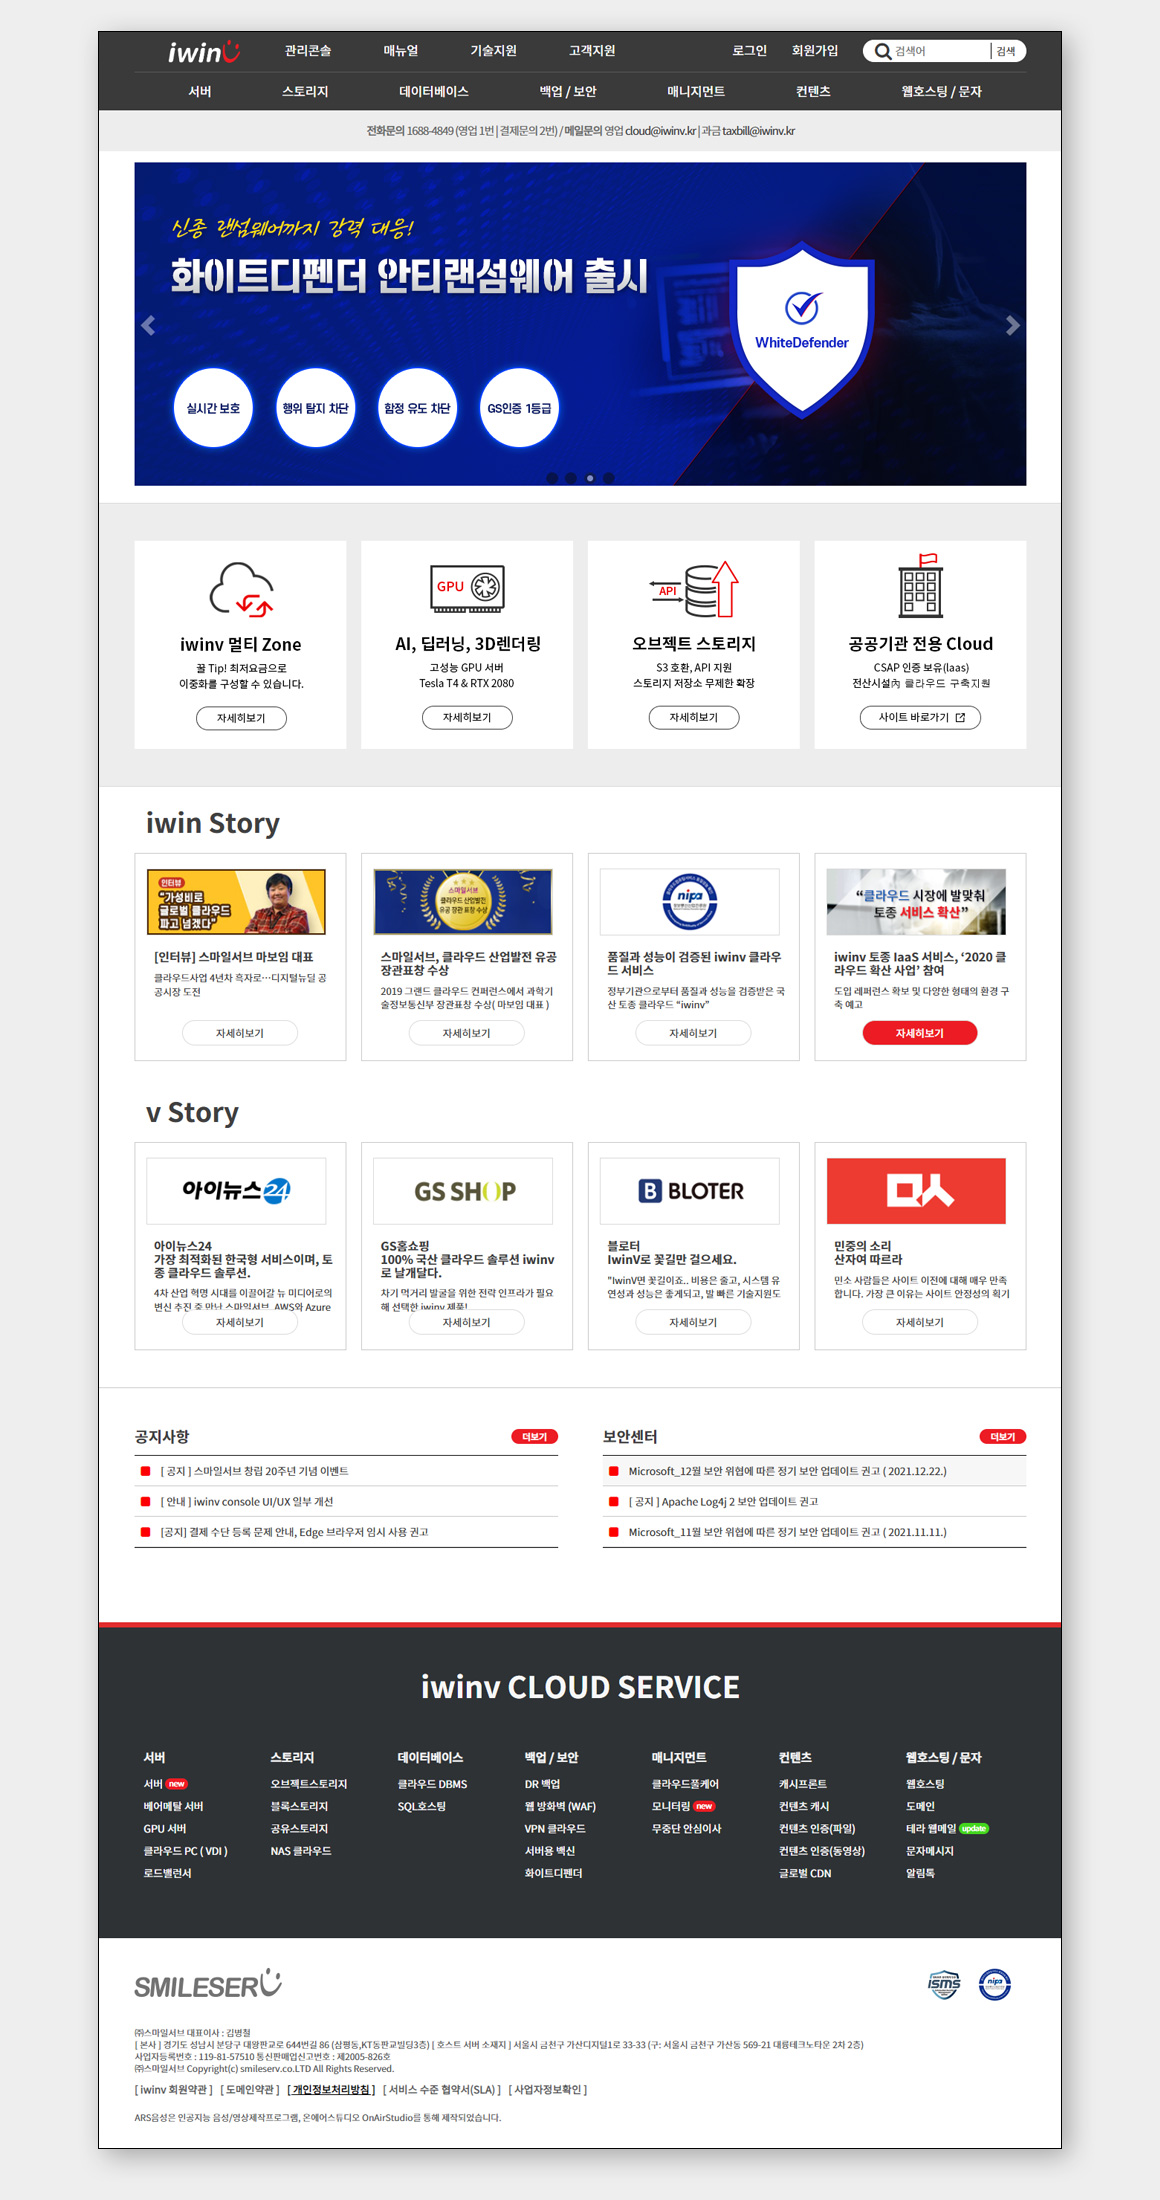 iwin
관리콘솔 매뉴얼 기술지원 고객지원 로그인 회원가입 검색어 검색
서버 스토리지 데이터베이스 백업 / 보안 매니지먼트 컨텐츠 웹호스팅 / 문자
전화문의 1688-4849 (영업 1번 | 결제문의 2번) / 메일문의 영업 cloud@iwinv.kr | 과금 taxbill@iwinv.kr
신종 랜섬웨어까지 강력 대응!
화이트디펜더 안티랜섬웨어 출시
WhiteDefender
실시간 보호 행위 탐지 차단 함정 유도 차단 GS인증 1등급
GPU
API
iwinv 멀티 Zone
꿀 Tip! 최저요금으로
이중화를 구성할 수 있습니다.
자세히보기
AI, 딥러닝, 3D렌더링
고성능 GPU 서버
Tesla T4 & RTX 2080
자세히보기
오브젝트 스토리지
S3 호환, API 지원
스토리지 저장소 무제한 확장
자세히보기
공공기관 전용 Cloud
CSAP 인증 보유(Iaas)
전산시설內 클라우드 구축지원
사이트 바로가기
iwin Story
인터뷰
“가성비로
글로벌 클라우드
파고 넘겠다”
[인터뷰] 스마일서브 마보임 대표
클라우드사업 4년차 흑자로…디지털뉴딜 공
공시장 도전
자세히보기
스마일서브
클라우드 산업발전
유공 장관 표창 수상
스마일서브, 클라우드 산업발전 유공
장관표창 수상
2019 그랜드 클라우드 컨퍼런스에서 과학기
술정보통신부 장관표창 수상( 마보임 대표 )
자세히보기
nipa
품질과 성능이 검증된 iwinv 클라우
드 서비스
정부기관으로부터 품질과 성능을 검증받은 국
산 토종 클라우드 “iwinv”
자세히보기
“클라우드 시장에 발맞춰
토종 서비스 확산”
iwinv 토종 IaaS 서비스, ‘2020 클
라우드 확산 사업’ 참여
도입 레퍼런스 확보 및 다양한 형태의 환경 구
축 예고
자세히보기
v Story
아이뉴스24
아이뉴스24
가장 최적화된 한국형 서비스이며, 토
종 클라우드 솔루션.
4차 산업 혁명 시대를 이끌어갈 뉴 미디어로의
변신 추진 중 만난 스마일서브. AWS와 Azure
자세히보기
GS SHOP
GS홈쇼핑
100% 국산 클라우드 솔루션 iwinv
로 날개달다.
차기 먹거리 발굴을 위한 전략 인프라가 필요
해 선택한 iwinv 제품!
자세히보기
B BLOTER
블로터
IwinV로 꽃길만 걸으세요.
"IwinV면 꽃길이죠.. 비용은 줄고, 시스템 유
연성과 성능은 좋게되고, 발 빠른 기술지원도
자세히보기
민중의 소리
산자여 따르라
민소 사람들은 사이트 이전에 대해 매우 만족
합니다. 가장 큰 이유는 사이트 안정성의 획기
자세히보기
공지사항 더보기
[ 공지 ] 스마일서브 창립 20주년 기념 이벤트
[ 안내 ] iwinv console UI/UX 일부 개선
[공지] 결제 수단 등록 문제 안내, Edge 브라우저 임시 사용 권고
보안센터 더보기
Microsoft_12월 보안 위협에 따른 정기 보안 업데이트 권고 ( 2021.12.22.)
[ 공지 ] Apache Log4j 2 보안 업데이트 권고
Microsoft_11월 보안 위협에 따른 정기 보안 업데이트 권고 ( 2021.11.11.)
iwinv CLOUD SERVICE
서버
서버 new
베어메탈 서버
GPU 서버
클라우드 PC ( VDI )
로드밸런서
스토리지
오브젝트스토리지
블록스토리지
공유스토리지
NAS 클라우드
데이터베이스
클라우드 DBMS
SQL호스팅
백업 / 보안
DR 백업
웹 방화벽 (WAF)
VPN 클라우드
서버용 백신
화이트디펜더
매니지먼트
클라우드풀케어
모니터링 new
무중단 안심이사
컨텐츠
캐시프론트
컨텐츠 캐시
컨텐츠 인증(파일)
컨텐츠 인증(동영상)
글로벌 CDN
웹호스팅 / 문자
웹호스팅
도메인
테라 웹메일 update
문자메시지
알림톡
SMILESER
isms
nipa
㈜스마일서브 대표이사 : 김병철
[ 본사 ] 경기도 성남시 분당구 대왕판교로 644번길 86 (삼평동,KT동판교빌딩3층) [ 호스트 서버 소재지 ] 서울시 금천구 가산디지털1로 33-33 (구: 서울시 금천구 가산동 569-21 대륭테크노타운 2차 2층)
사업자등록번호 : 119-81-57510 통신판매업신고번호 : 제2005-826호
㈜스마일서브 Copyright(c) smileserv.co.LTD All Rights Reserved.
[ iwinv 회원약관 ] [ 도메인약관 ] [ 개인정보처리방침 ] [ 서비스 수준 협약서(SLA) ] [ 사업자정보확인 ]
ARS음성은 인공지능 음성/영상제작프로그램, 온에어스튜디오 OnAirStudio를 통해 제작되었습니다.